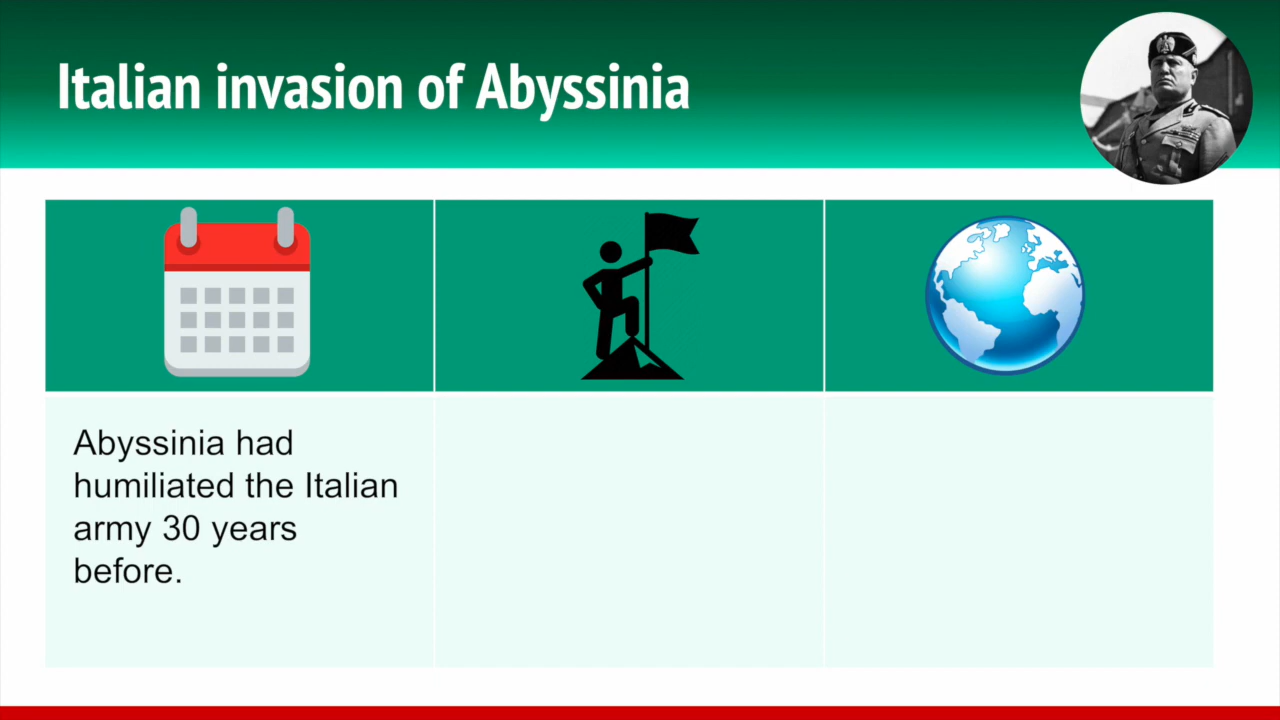 Italian invasion of Abyssinia
Abyssinia had
humiliated the Italian
army 30 years
before.